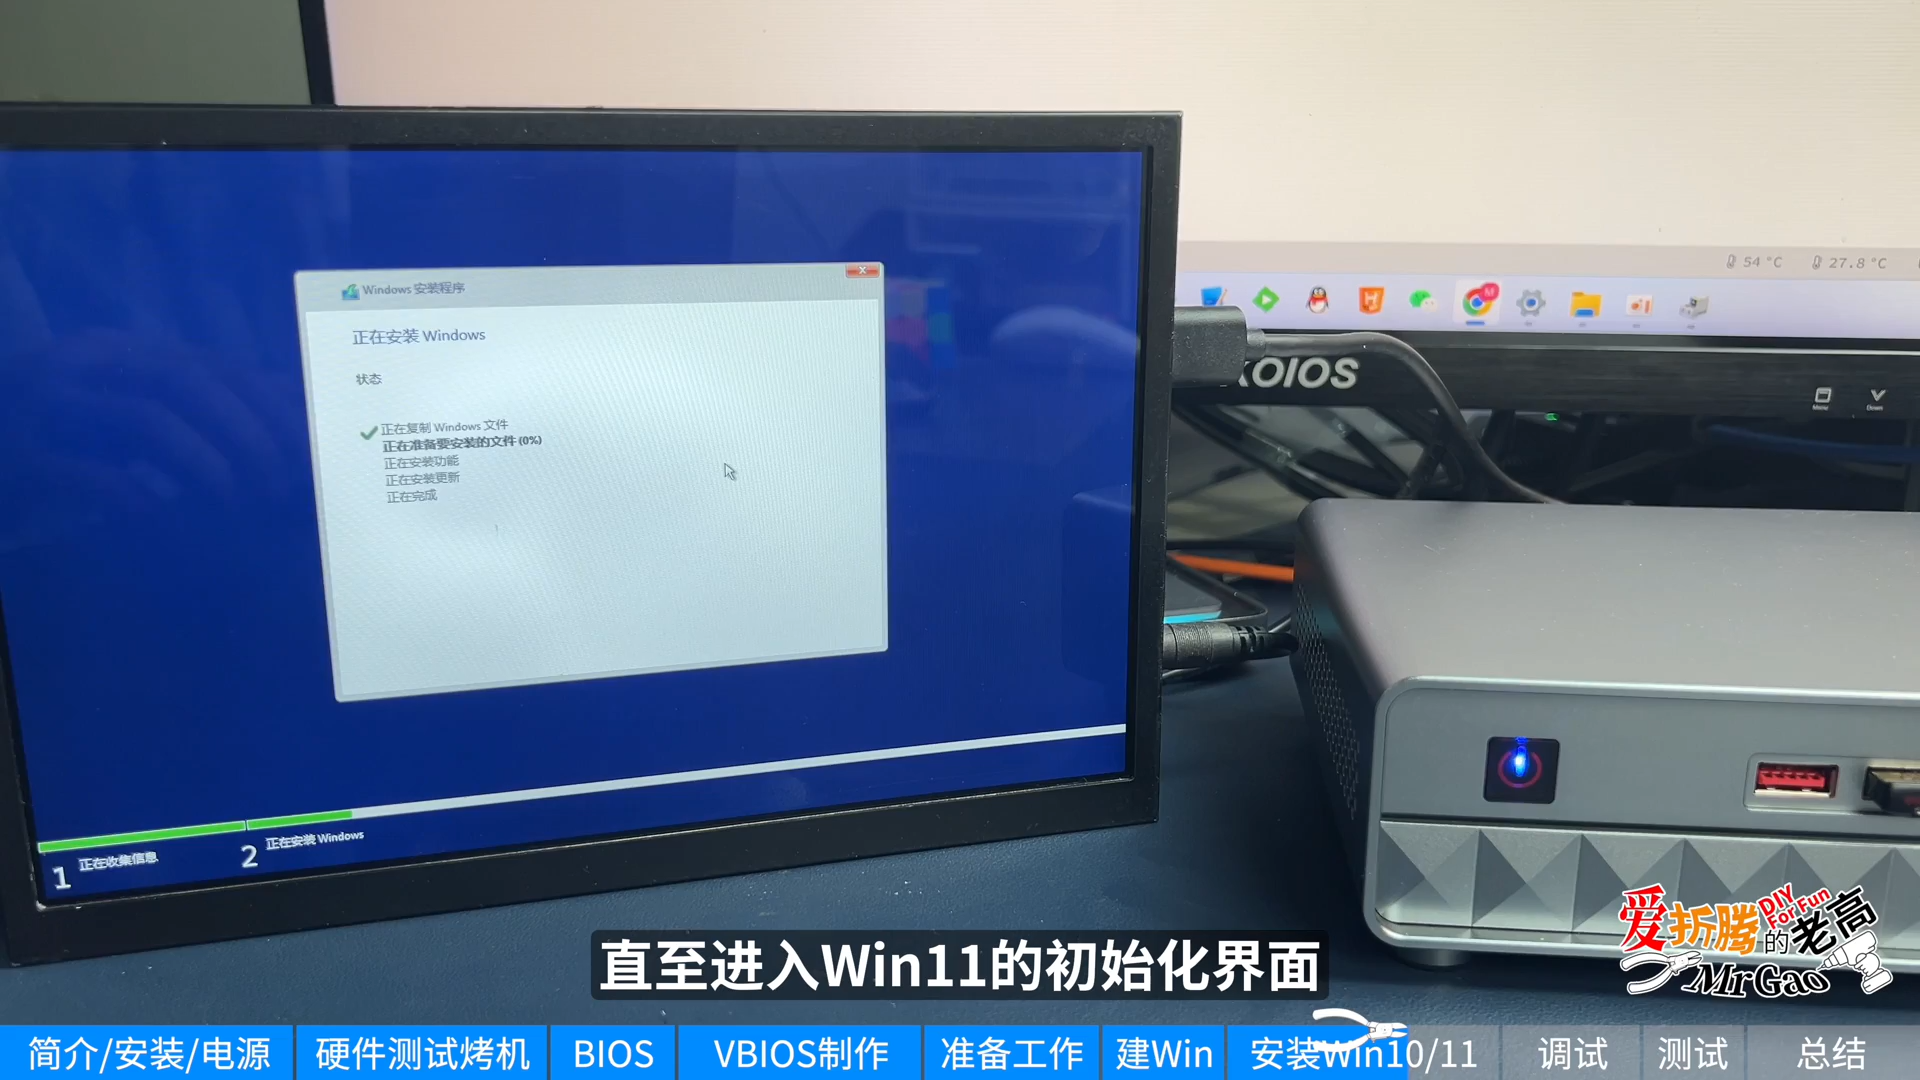 Windows 安装程序
正在安装 Windows
状态
正在复制 Windows 文件
正在准备要安装的文件 (0%)
正在安装功能
正在安装更新
正在完成
1 正在收集信息
2 正在安装 Windows
54 °C
27.8 °C
M
KOIOS
Menu
Down
爱折腾的老高
DIY For Fun
MrGao
直至进入Win11的初始化界面
简介/安装/电源
硬件测试烤机
BIOS
VBIOS制作
准备工作
建Win
安装Win10/11
调试
测试
总结